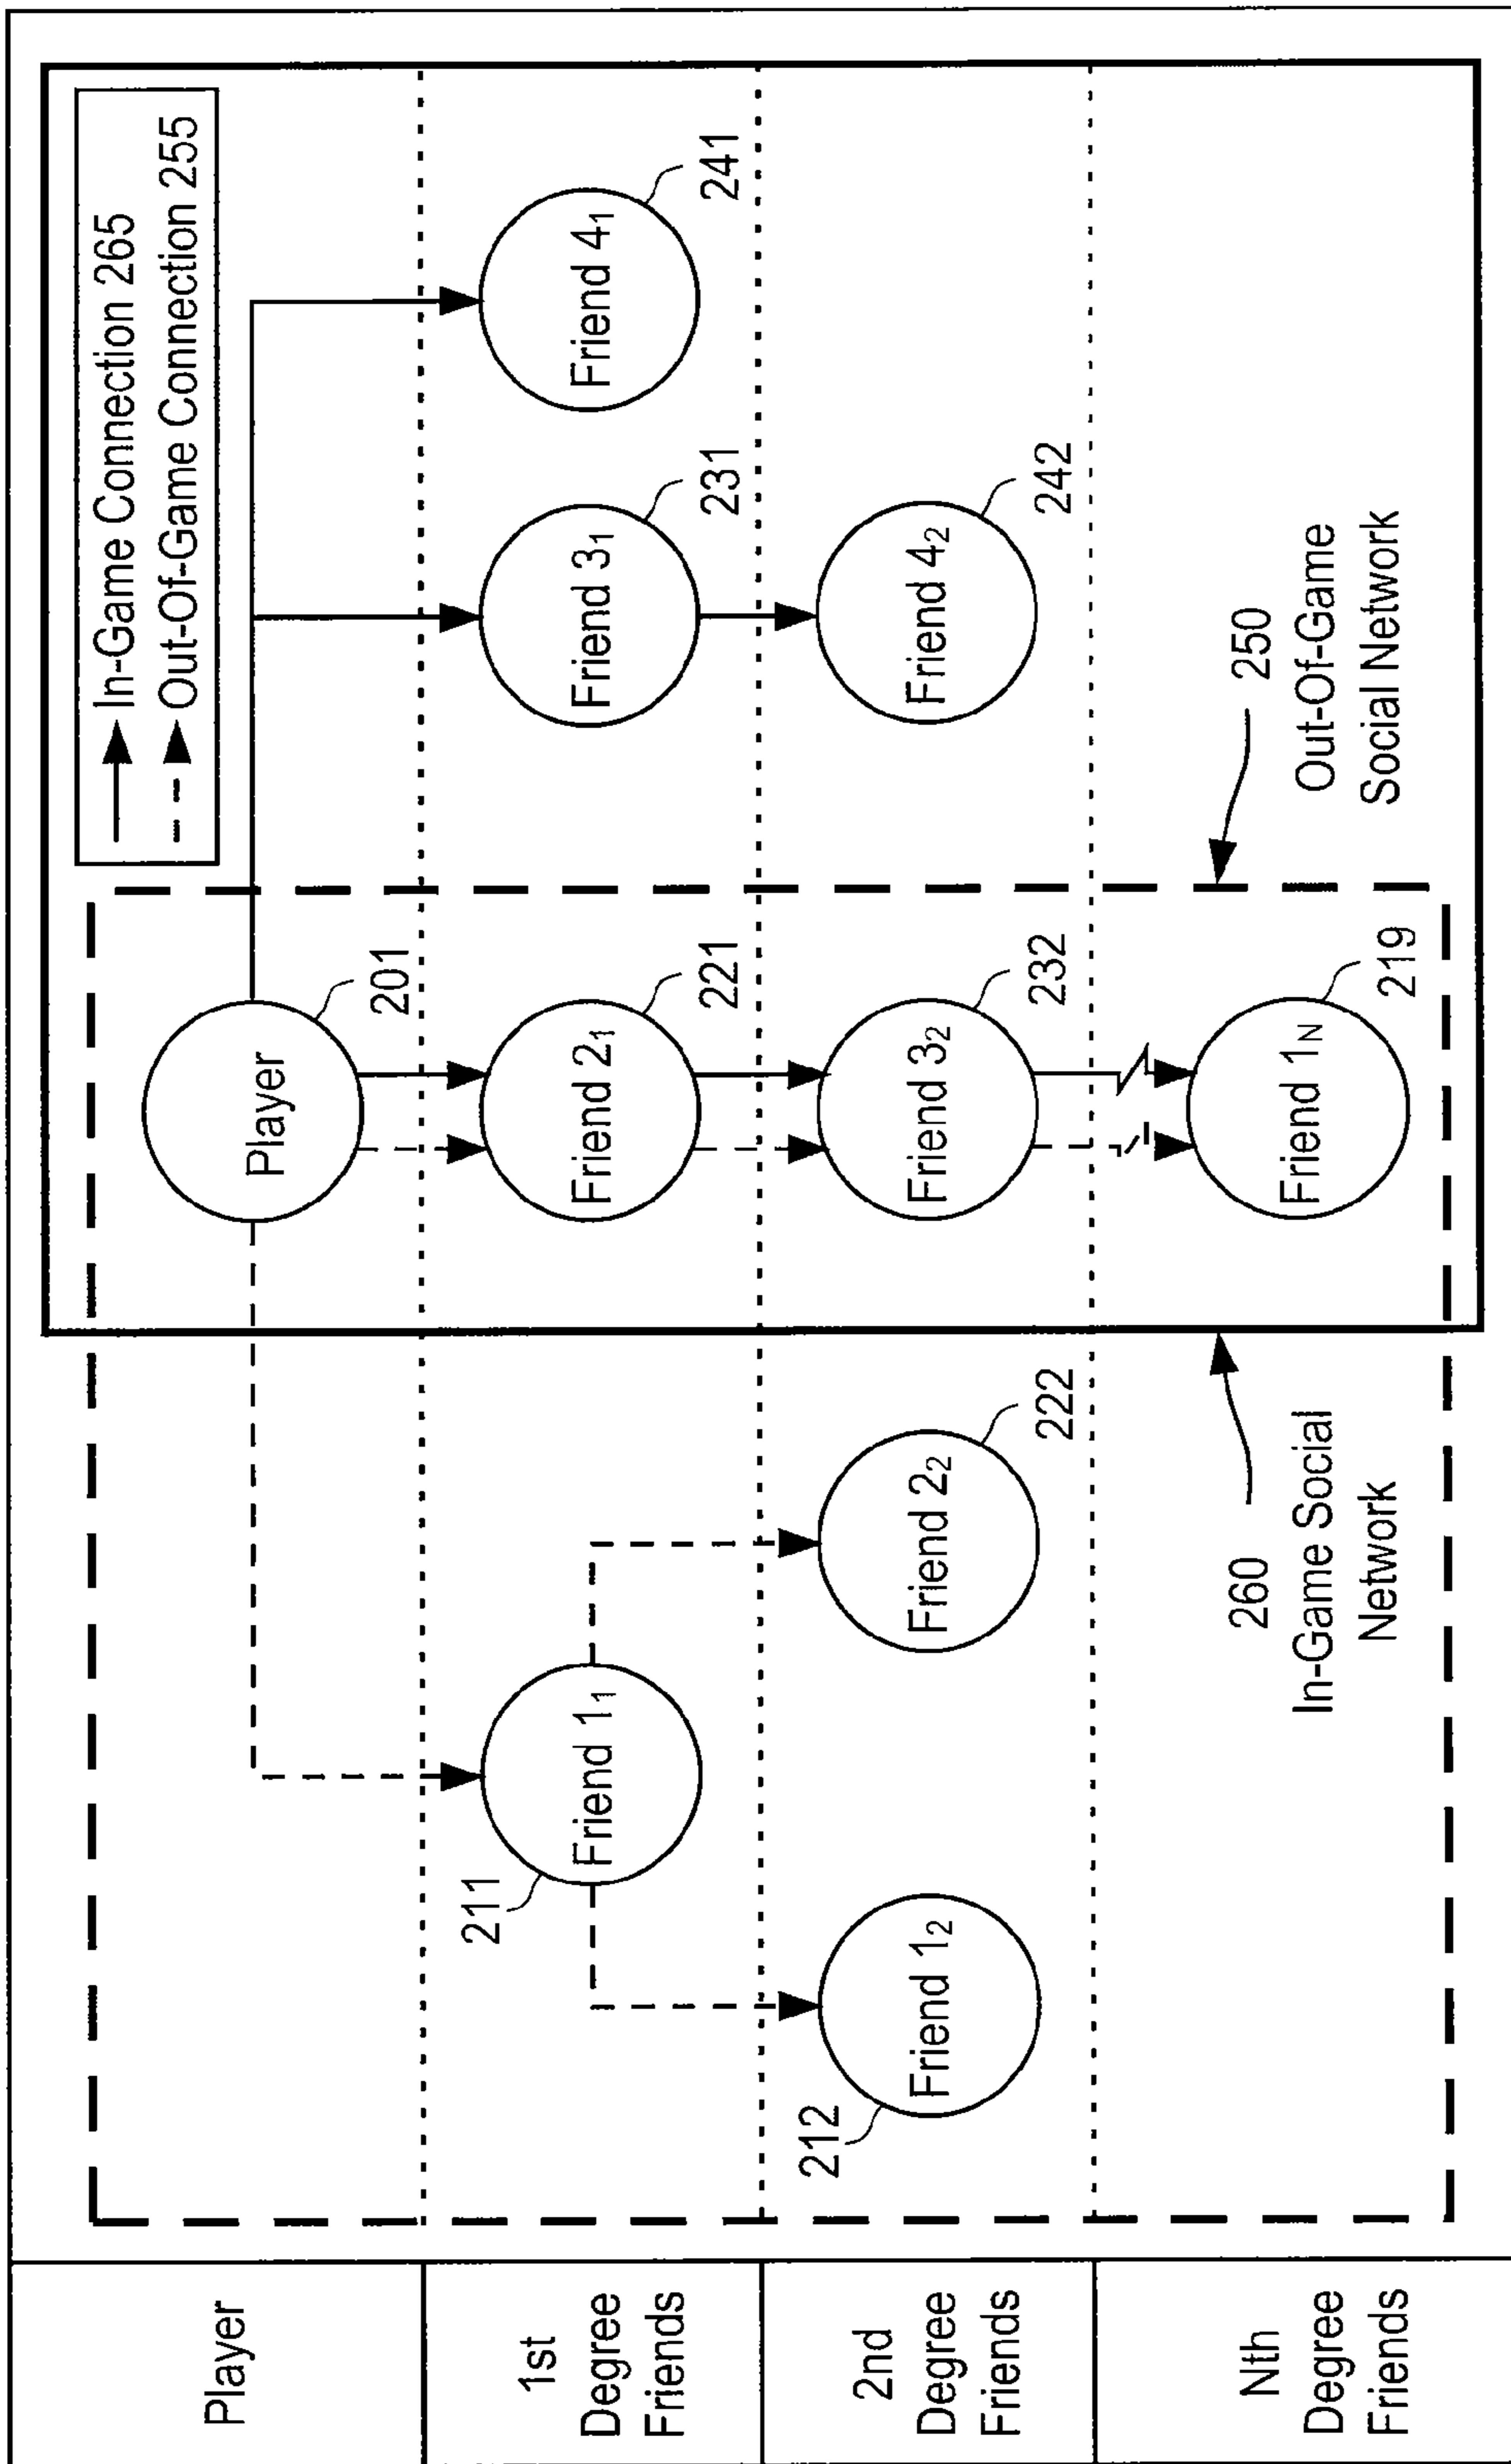 Player
1st
Degree
Friends
2nd
Degree
Friends
Nth
Degree
Friends
In-Game Connection 265
Out-Of-Game Connection 255
Player
201
211
Friend 1₁
Friend 2₁
221
Friend 3₁
231
Friend 4₁
241
212
Friend 1₂
Friend 2₂
222
Friend 3₂
232
Friend 4₂
242
260
In-Game Social
Network
Friend 1N
219
250
Out-Of-Game
Social Network